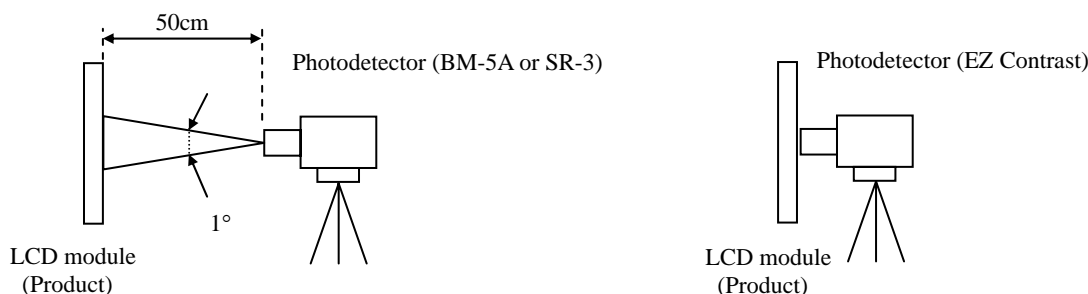 50cm
Photodetector (BM-5A or SR-3)
1°
LCD module
(Product)
Photodetector (EZ Contrast)
LCD module
(Product)